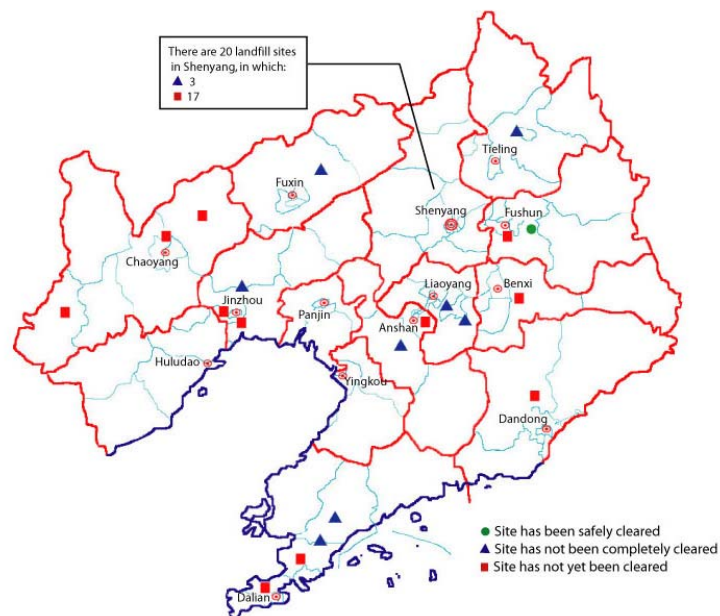 There are 20 landfill sites
in Shenyang, in which:
3
17
Tieling
Fuxin
Shenyang
Fushun
Chaoyang
Liaoyang
Benxi
Jinzhou
Panjin
Anshan
Huludao
Yingkou
Dandong
Dalian
Site has been safely cleared
Site has not been completely cleared
Site has not yet been cleared